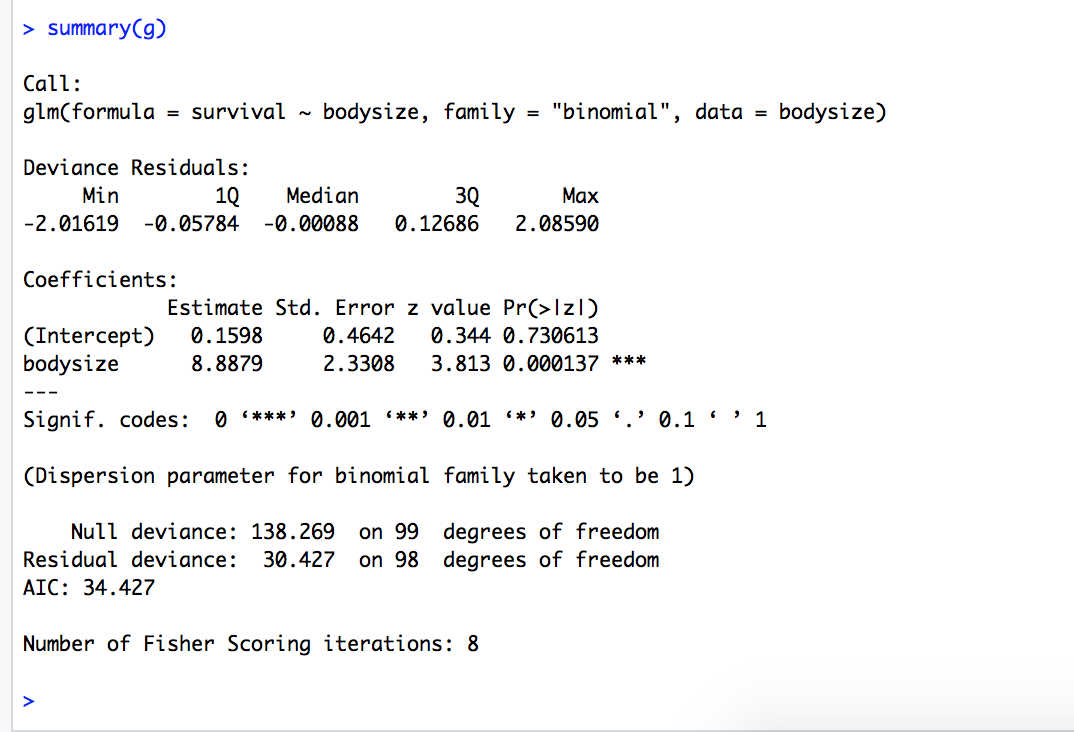 > summary(g)
Call:
glm(formula = survival ~ bodysize, family = "binomial", data = bodysize)
Deviance Residuals:
Min 1Q Median 3Q Max
-2.01619 -0.05784 -0.00088 0.12686 2.08590
Coefficients:
Estimate Std. Error z value Pr(>|z|)
(Intercept) 0.1598 0.4642 0.344 0.730613
bodysize 8.8879 2.3308 3.813 0.000137 ***
---
Signif. codes: 0 ‘***’ 0.001 ‘**’ 0.01 ‘*’ 0.05 ‘.’ 0.1 ‘ ’ 1
(Dispersion parameter for binomial family taken to be 1)
Null deviance: 138.269 on 99 degrees of freedom
Residual deviance: 30.427 on 98 degrees of freedom
AIC: 34.427
Number of Fisher Scoring iterations: 8
>